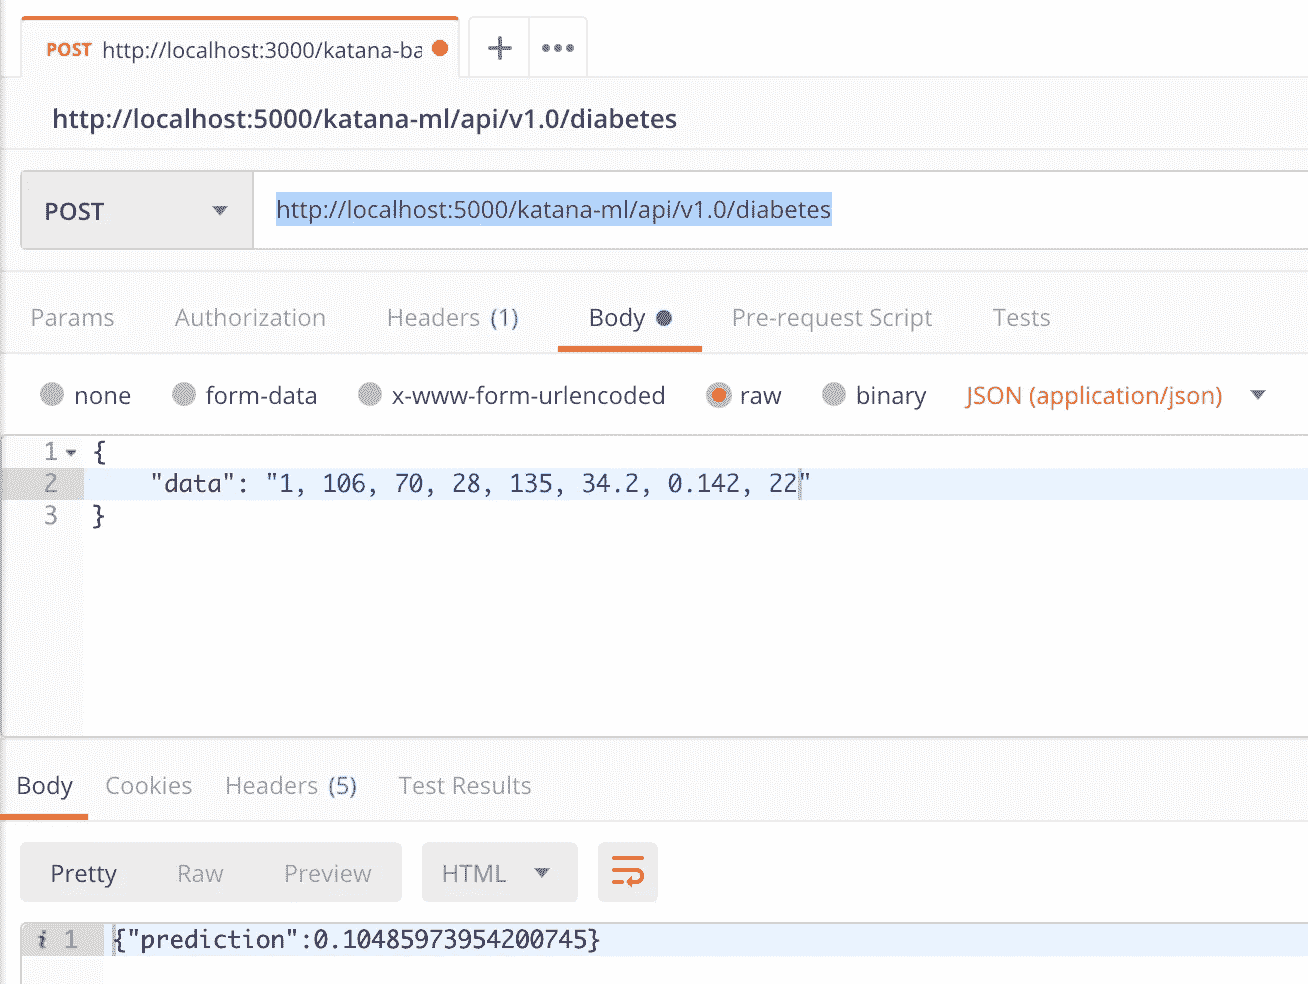 POST http://localhost:3000/katana-ba
http://localhost:5000/katana-ml/api/v1.0/diabetes
POST http://localhost:5000/katana-ml/api/v1.0/diabetes
Params Authorization Headers (1) Body Pre-request Script Tests
none form-data x-www-form-urlencoded raw binary JSON (application/json)
1 {
2 "data": "1, 106, 70, 28, 135, 34.2, 0.142, 22"
3 }
Body Cookies Headers (5) Test Results
Pretty Raw Preview HTML
i 1 {"prediction":0.10485973954200745}